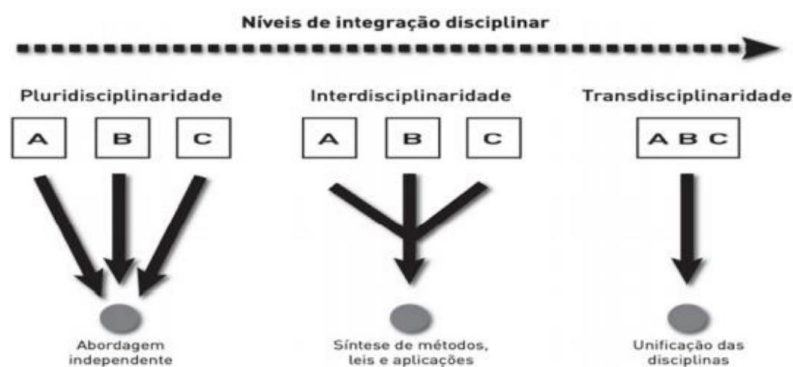 Níveis de integração disciplinar
Pluridisciplinaridade
Interdisciplinaridade
Transdisciplinaridade
A B C
A B C
A B C
Abordagem
independente
Síntese de métodos,
leis e aplicações
Unificação das
disciplinas